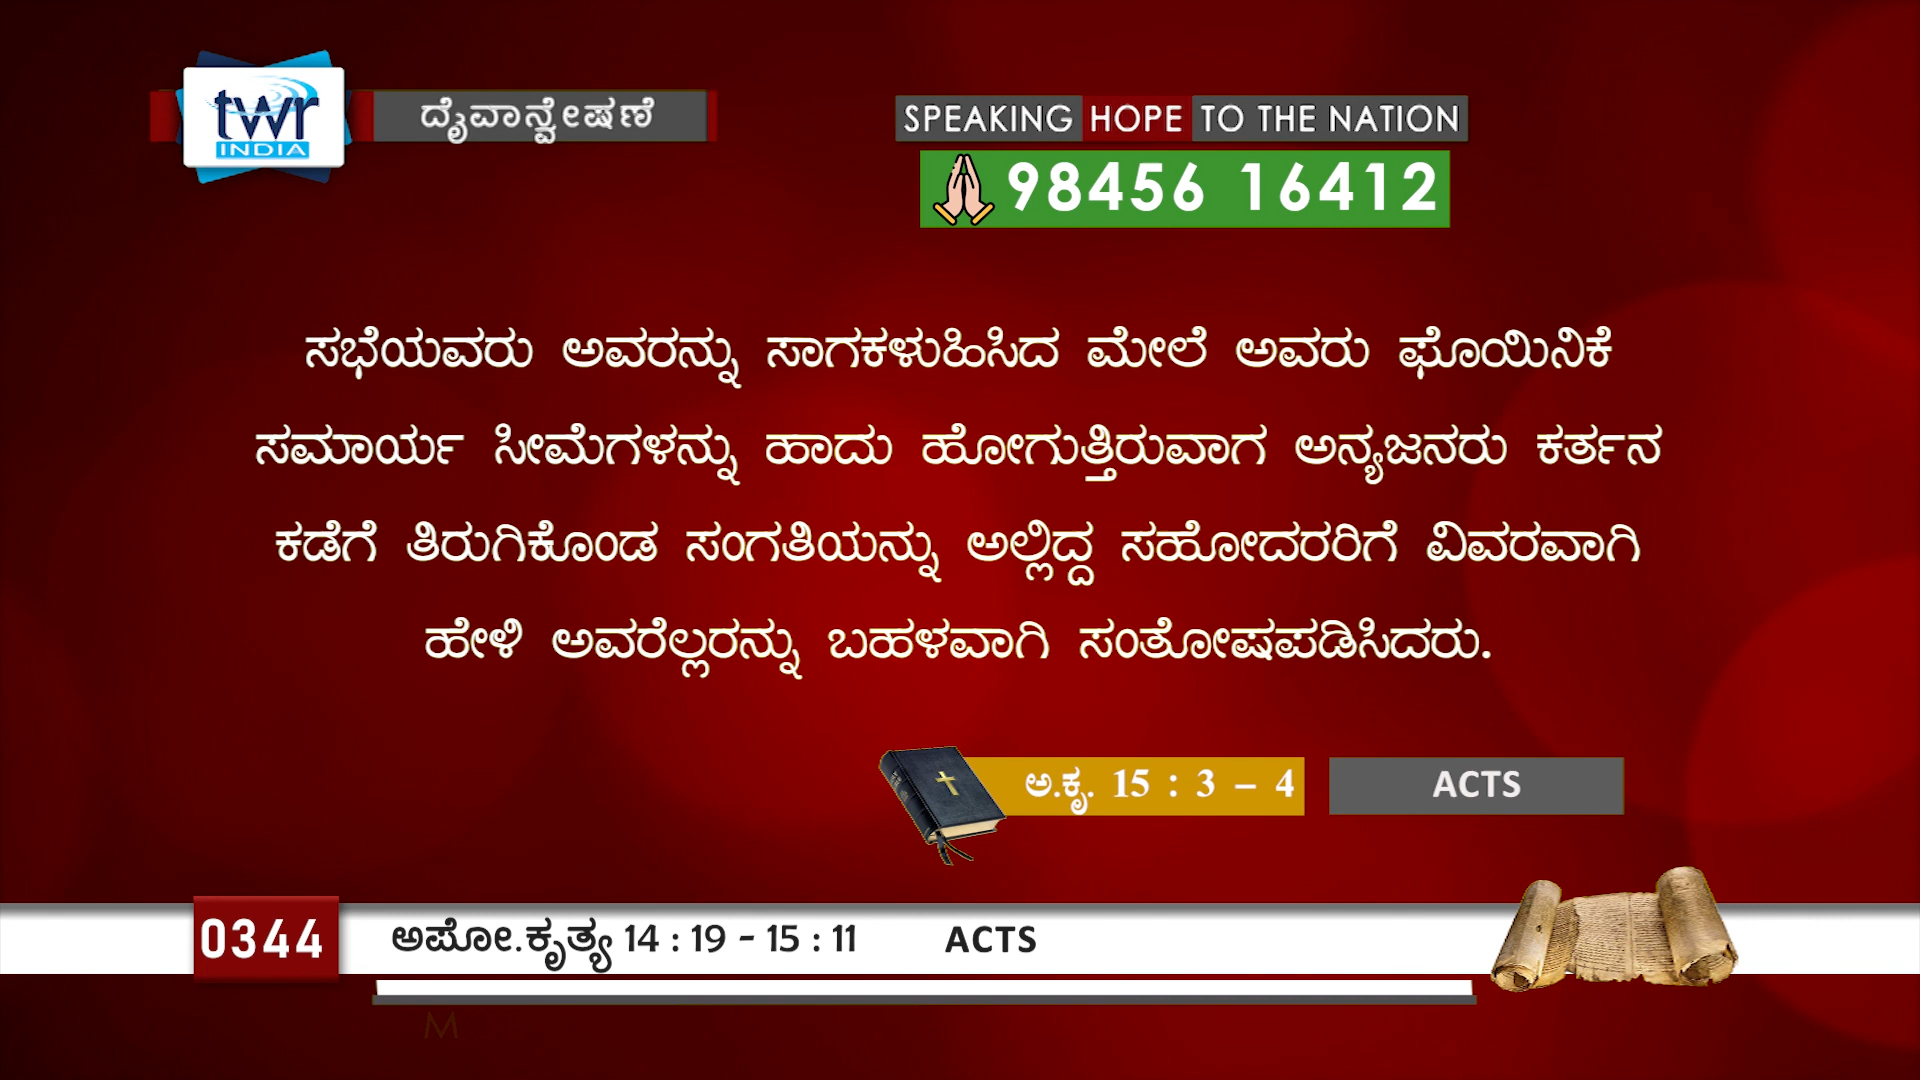 twr
INDIA
ದೈವಾನ್ವೇಷಣೆ
SPEAKING HOPE TO THE NATION
98456 16412
ಸಭೆಯವರು ಅವರನ್ನು ಸಾಗಕಳುಹಿಸಿದ ಮೇಲೆ ಅವರು ಫೊಯಿನಿಕೆ
ಸಮಾರ್ಯ ಸೀಮೆಗಳನ್ನು ಹಾದು ಹೋಗುತ್ತಿರುವಾಗ ಅನ್ಯಜನರು ಕರ್ತನ
ಕಡೆಗೆ ತಿರುಗಿಕೊಂಡ ಸಂಗತಿಯನ್ನು ಅಲ್ಲಿದ್ದ ಸಹೋದರರಿಗೆ ವಿವರವಾಗಿ
ಹೇಳಿ ಅವರೆಲ್ಲರನ್ನು ಬಹಳವಾಗಿ ಸಂತೋಷಪಡಿಸಿದರು.
ಅ.ಕೃ. 15 : 3 – 4
ACTS
0344
ಅಪೋ.ಕೃತ್ಯ 14 : 19 - 15 : 11 ACTS
M